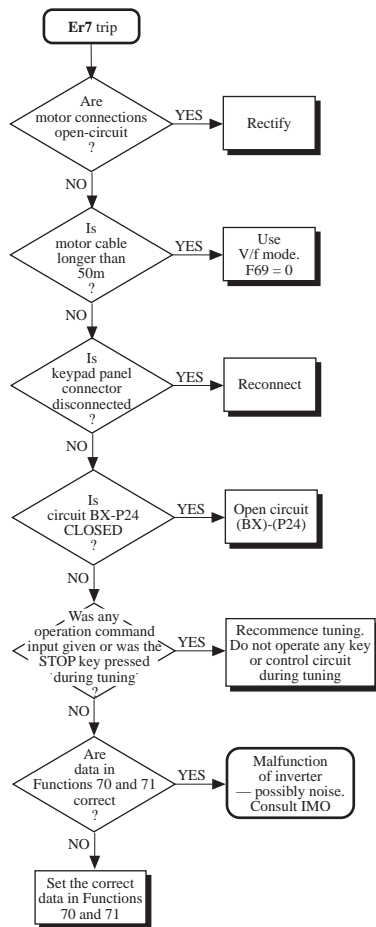 Er7 trip
Are
motor connections
open-circuit
?
YES
Rectify
NO
Is
motor cable
longer than
50m
?
YES
Use
V/f mode.
F69 = 0
NO
Is
keypad panel
connector
disconnected
?
YES
Reconnect
NO
Is
circuit BX-P24
CLOSED
?
YES
Open circuit
(BX)-(P24)
NO
Was any
operation command
input given or was the
STOP key pressed
during tuning
?
YES
Recommence tuning.
Do not operate any key
or control circuit
during tuning
NO
Are
data in
Functions 70 and 71
correct
?
YES
Malfunction
of inverter
— possibly noise.
Consult IMO
NO
Set the correct
data in Functions
70 and 71